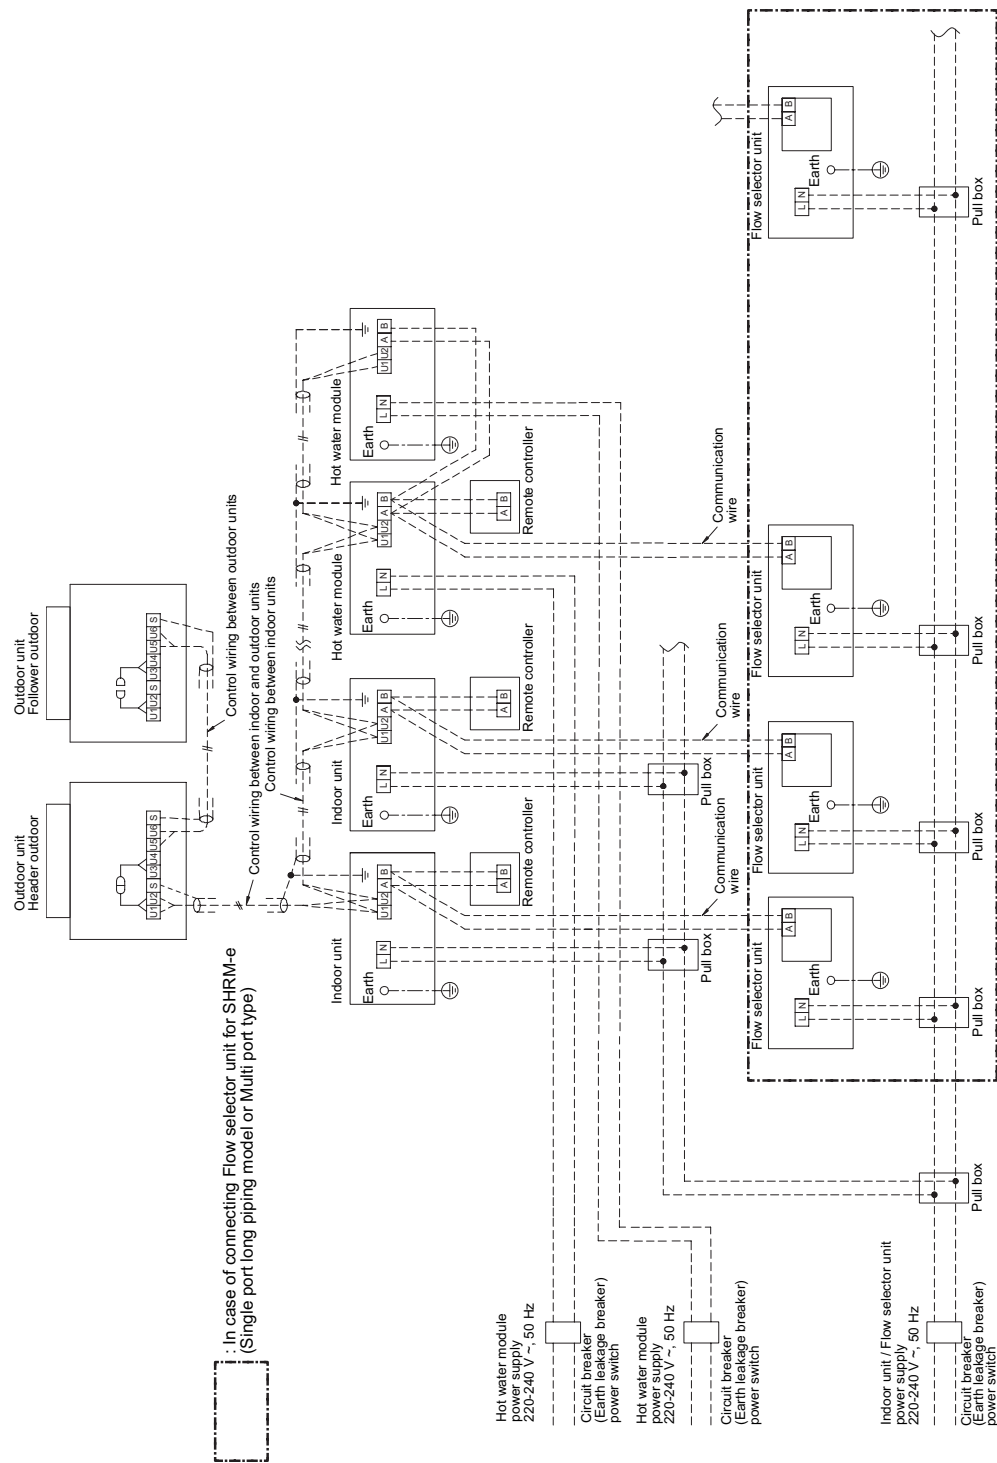 Outdoor unit
Header outdoor
U1 U2 S U3 U4 U5 U6 S
Outdoor unit
Follower outdoor
U1 U2 S U3 U4 U5 U6 S
Control wiring between outdoor units
: In case of connecting Flow selector unit for SHRM-e
(Single port long piping model or Multi port type)
Control wiring between indoor and outdoor units
Control wiring between indoor units
Indoor unit
Earth
L N
U1 U2 A B
Indoor unit
Earth
L N
U1 U2 A B
Hot water module
Earth
L N
U1 U2 A B
Hot water module
Earth
L N
U1 U2 A B
A B
Remote controller
A B
Remote controller
A B
Remote controller
Hot water module
power supply
220-240 V ~, 50 Hz
Circuit breaker
(Earth leakage breaker)
power switch
Hot water module
power supply
220-240 V ~, 50 Hz
Circuit breaker
(Earth leakage breaker)
power switch
Pull box
Pull box
Communication
wire
Communication
wire
Communication
wire
Flow selector unit
L N
Earth
A B
Flow selector unit
L N
Earth
A B
Flow selector unit
L N
Earth
A B
Flow selector unit
L N
Earth
A B
Indoor unit / Flow selector unit
power supply
220-240 V ~, 50 Hz
Circuit breaker
(Earth leakage breaker)
power switch
Pull box
Pull box
Pull box
Pull box
Pull box